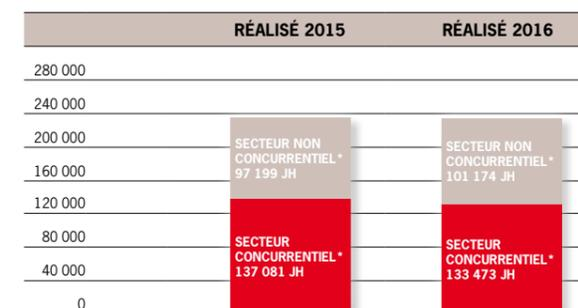 RÉALISÉ 2015 RÉALISÉ 2016
280 000
240 000
200 000
160 000
120 000
80 000
40 000
0
SECTEUR NON
CONCURRENTIEL*
97 199 JH
SECTEUR
CONCURRENTIEL*
137 081 JH
SECTEUR NON
CONCURRENTIEL*
101 174 JH
SECTEUR
CONCURRENTIEL*
133 473 JH